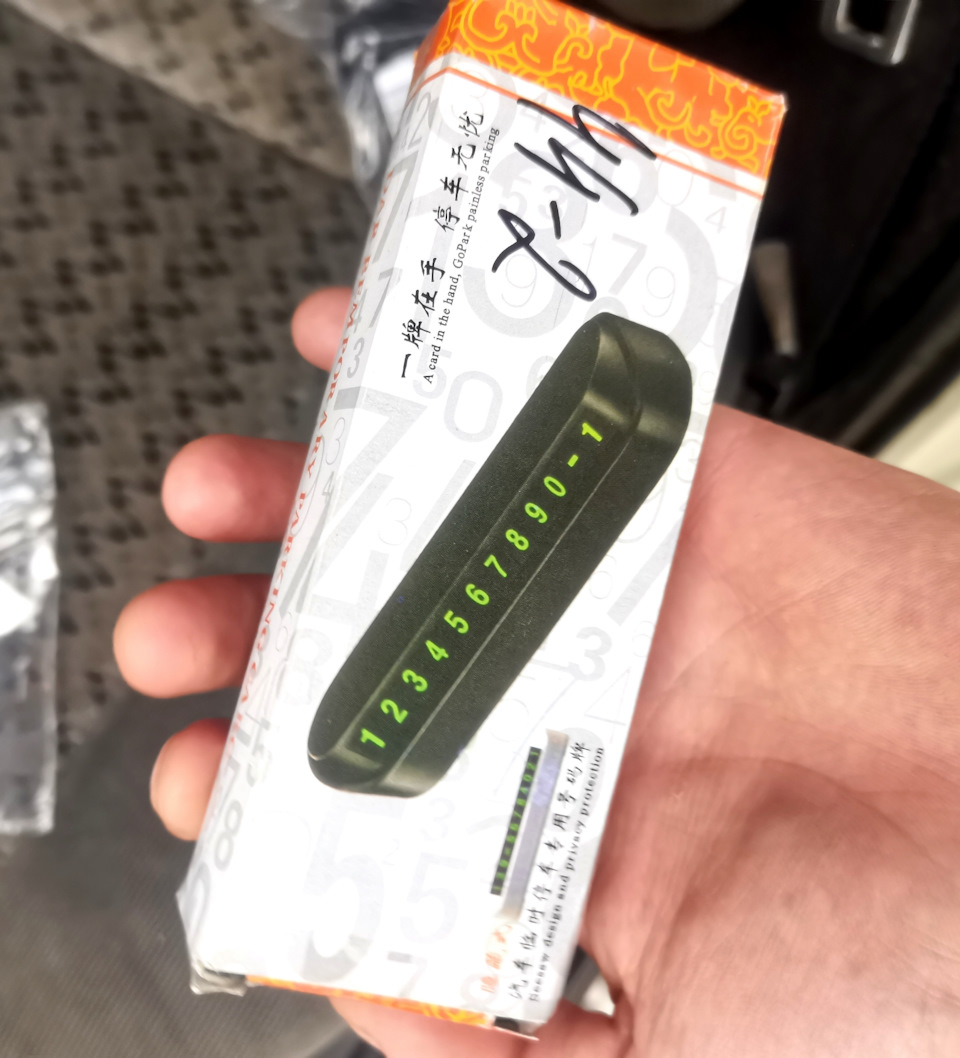 一牌在手 停车无忧
A card in the hand, GoPark painless parking
1234567890-1
汽车临时停车专用号码牌
design and privacy protection